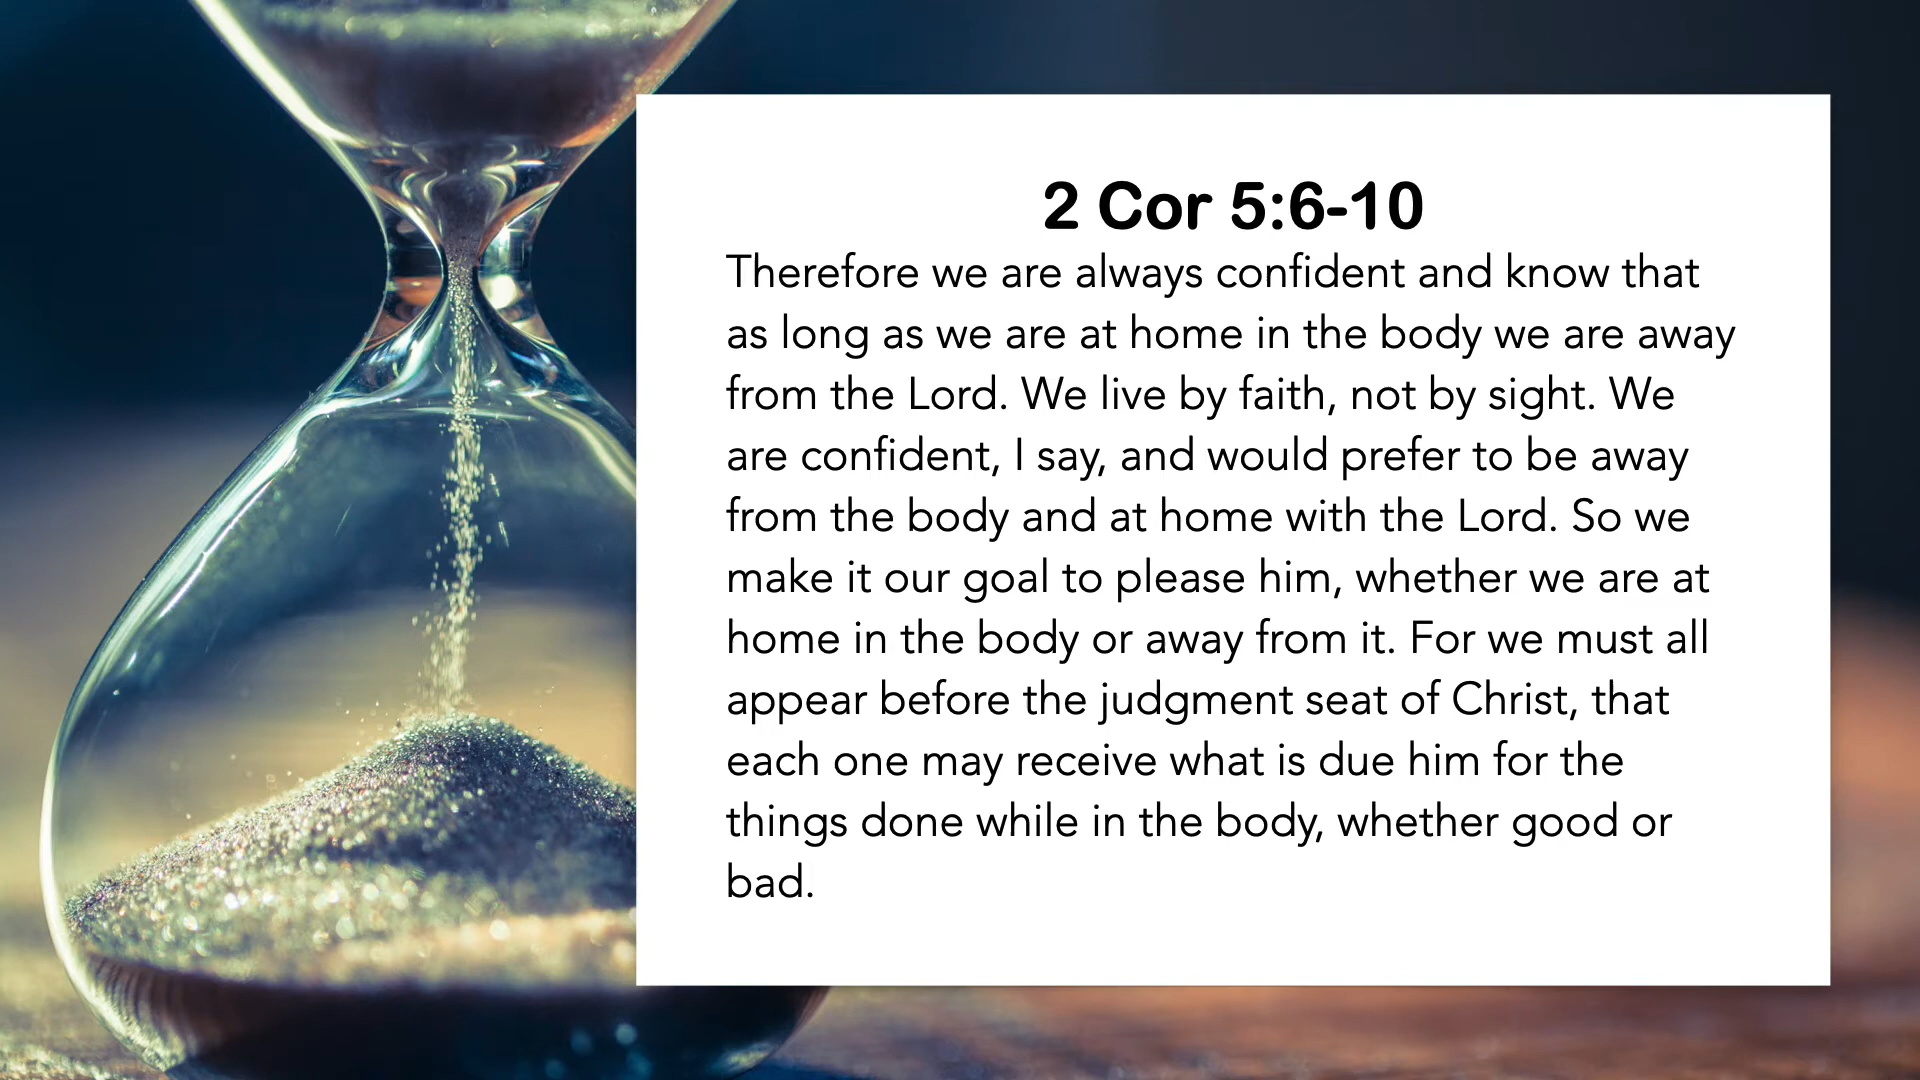 2 Cor 5:6-10
Therefore we are always confident and know that
as long as we are at home in the body we are away
from the Lord. We live by faith, not by sight. We
are confident, I say, and would prefer to be away
from the body and at home with the Lord. So we
make it our goal to please him, whether we are at
home in the body or away from it. For we must all
appear before the judgment seat of Christ, that
each one may receive what is due him for the
things done while in the body, whether good or
bad.